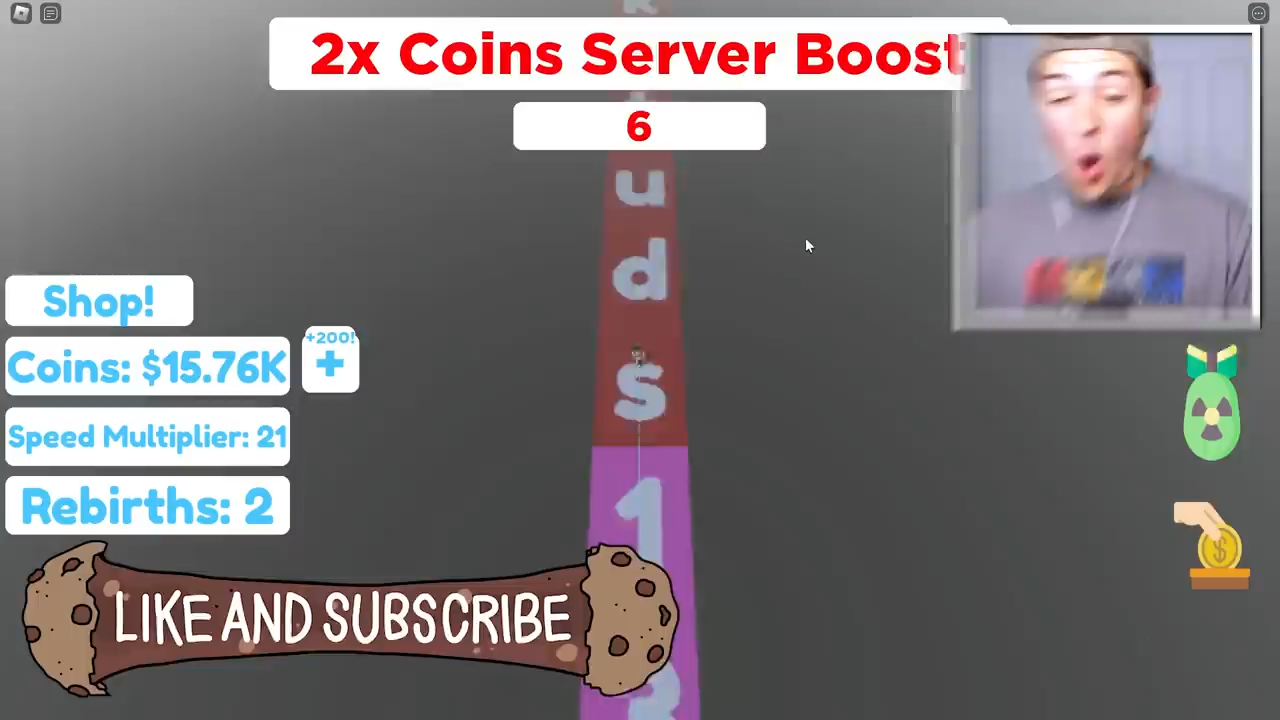 2x Coins Server Boost
6
u
d
s
1
Shop!
+200!
+
Coins: $15.76K
Speed Multiplier: 21
Rebirths: 2
LIKE AND SUBSCRIBE
$